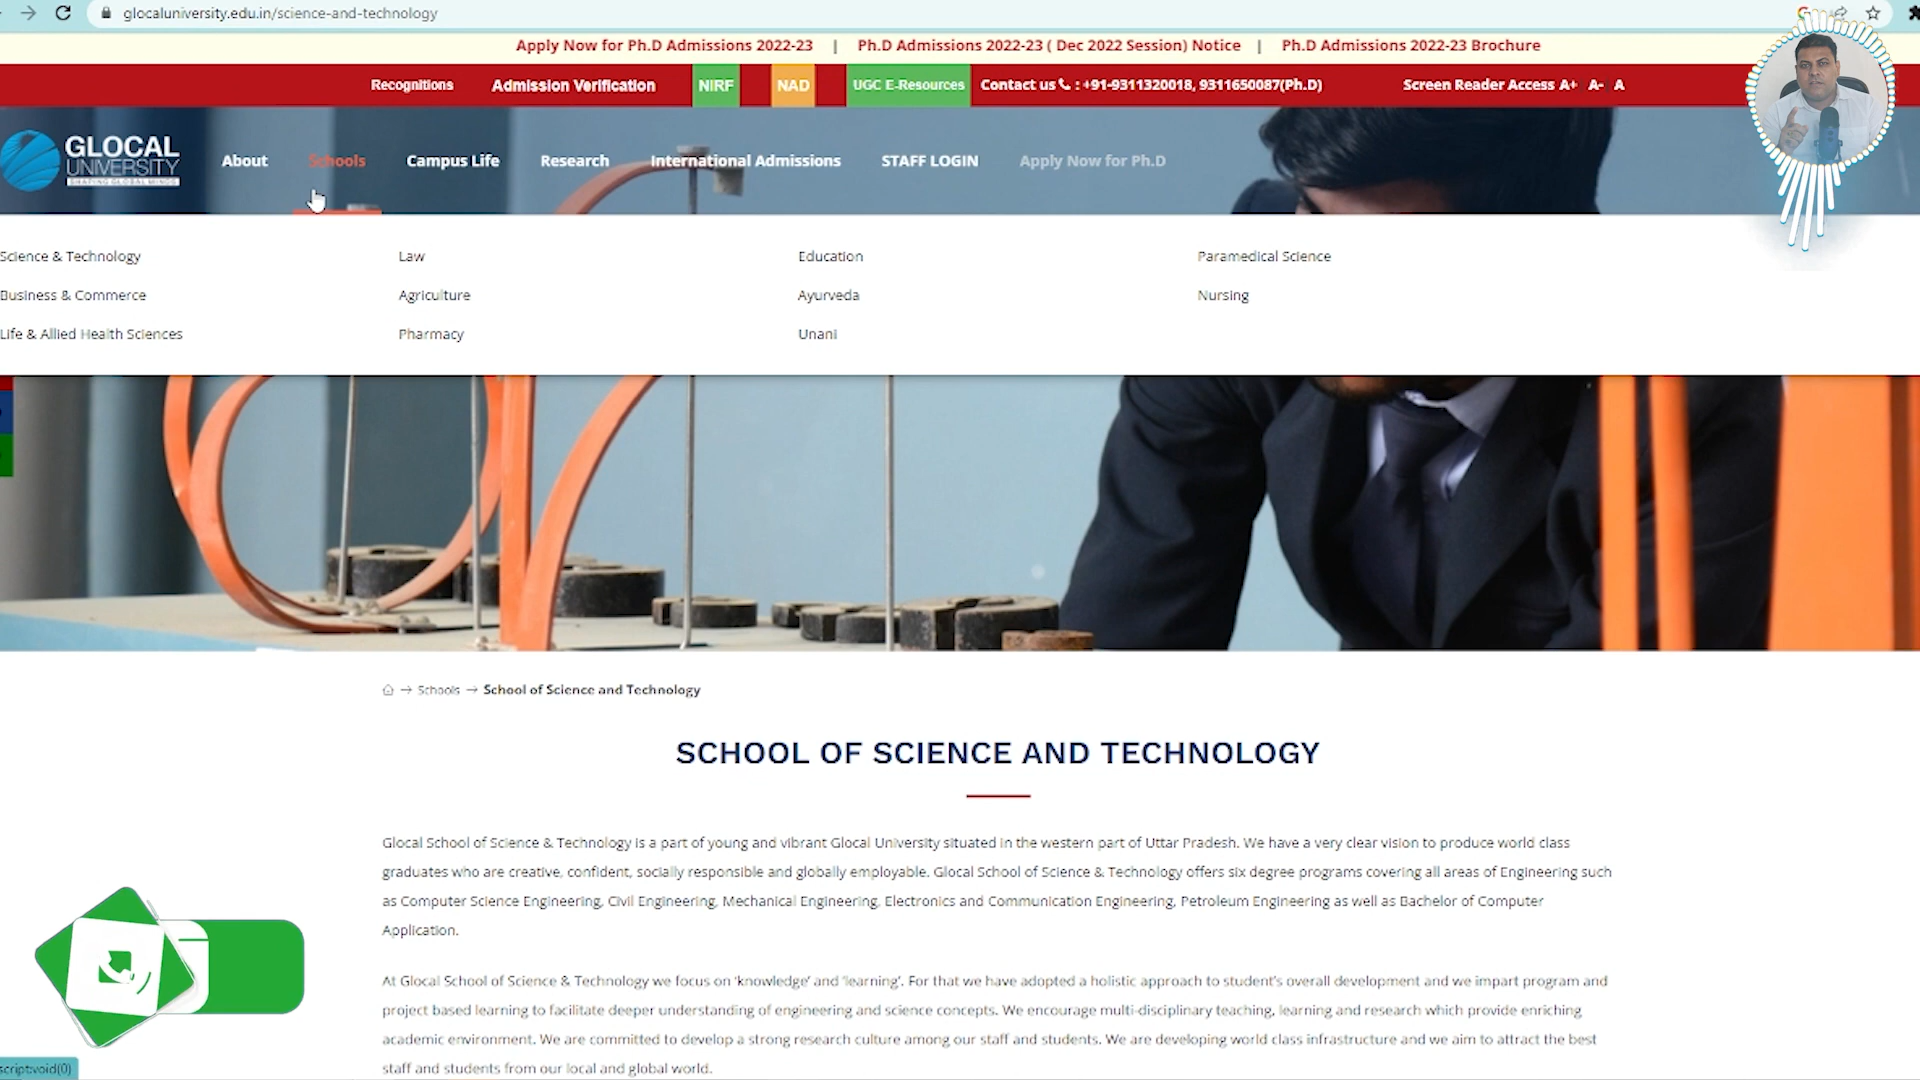 glocaluniversity.edu.in/science-and-technology
Apply Now for Ph.D Admissions 2022-23 | Ph.D Admissions 2022-23 ( Dec 2022 Session) Notice | Ph.D Admissions 2022-23 Brochure
Recognitions Admission Verification NIRF NAD UGC E-Resources Contact us : +91-9311320018, 9311650087(Ph.D) Screen Reader Access A+ A- A
GLOCAL
UNIVERSITY
SHAPING GLOBAL MINDS
About Schools Campus Life Research International Admissions STAFF LOGIN Apply Now for Ph.D
Science & Technology Law Education Paramedical Science
Business & Commerce Agriculture Ayurveda Nursing
Life & Allied Health Sciences Pharmacy Unani
→ Schools → School of Science and Technology
SCHOOL OF SCIENCE AND TECHNOLOGY
Glocal School of Science & Technology is a part of young and vibrant Glocal University situated in the western part of Uttar Pradesh. We have a very clear vision to produce world class
graduates who are creative, confident, socially responsible and globally employable. Glocal School of Science & Technology offers six degree programs covering all areas of Engineering such
as Computer Science Engineering, Civil Engineering, Mechanical Engineering, Electronics and Communication Engineering, Petroleum Engineering as well as Bachelor of Computer
Application.
At Glocal School of Science & Technology we focus on 'knowledge' and 'learning'. For that we have adopted a holistic approach to student's overall development and we impart program and
project based learning to facilitate deeper understanding of engineering and science concepts. We encourage multi-disciplinary teaching, learning and research which provide enriching
academic environment. We are committed to develop a strong research culture among our staff and students. We are developing world class infrastructure and we aim to attract the best
staff and students from our local and global world.
script:void(0)